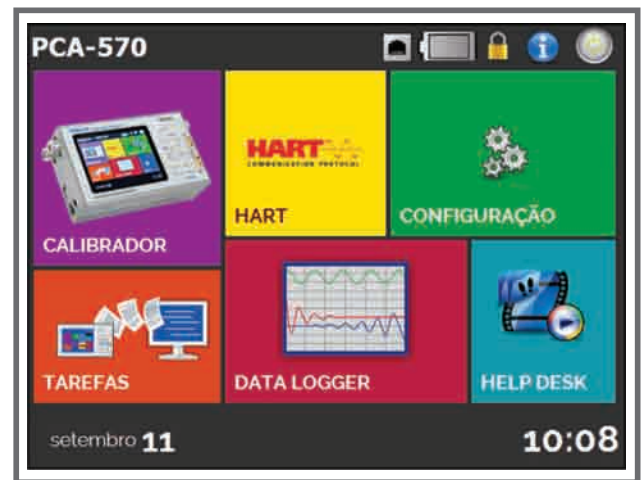 PCA-570
HART
COMMUNICATION PROTOCOL
HART
CONFIGURAÇÃO
CALIBRADOR
TAREFAS
DATA LOGGER
HELP DESK
setembro 11
10:08